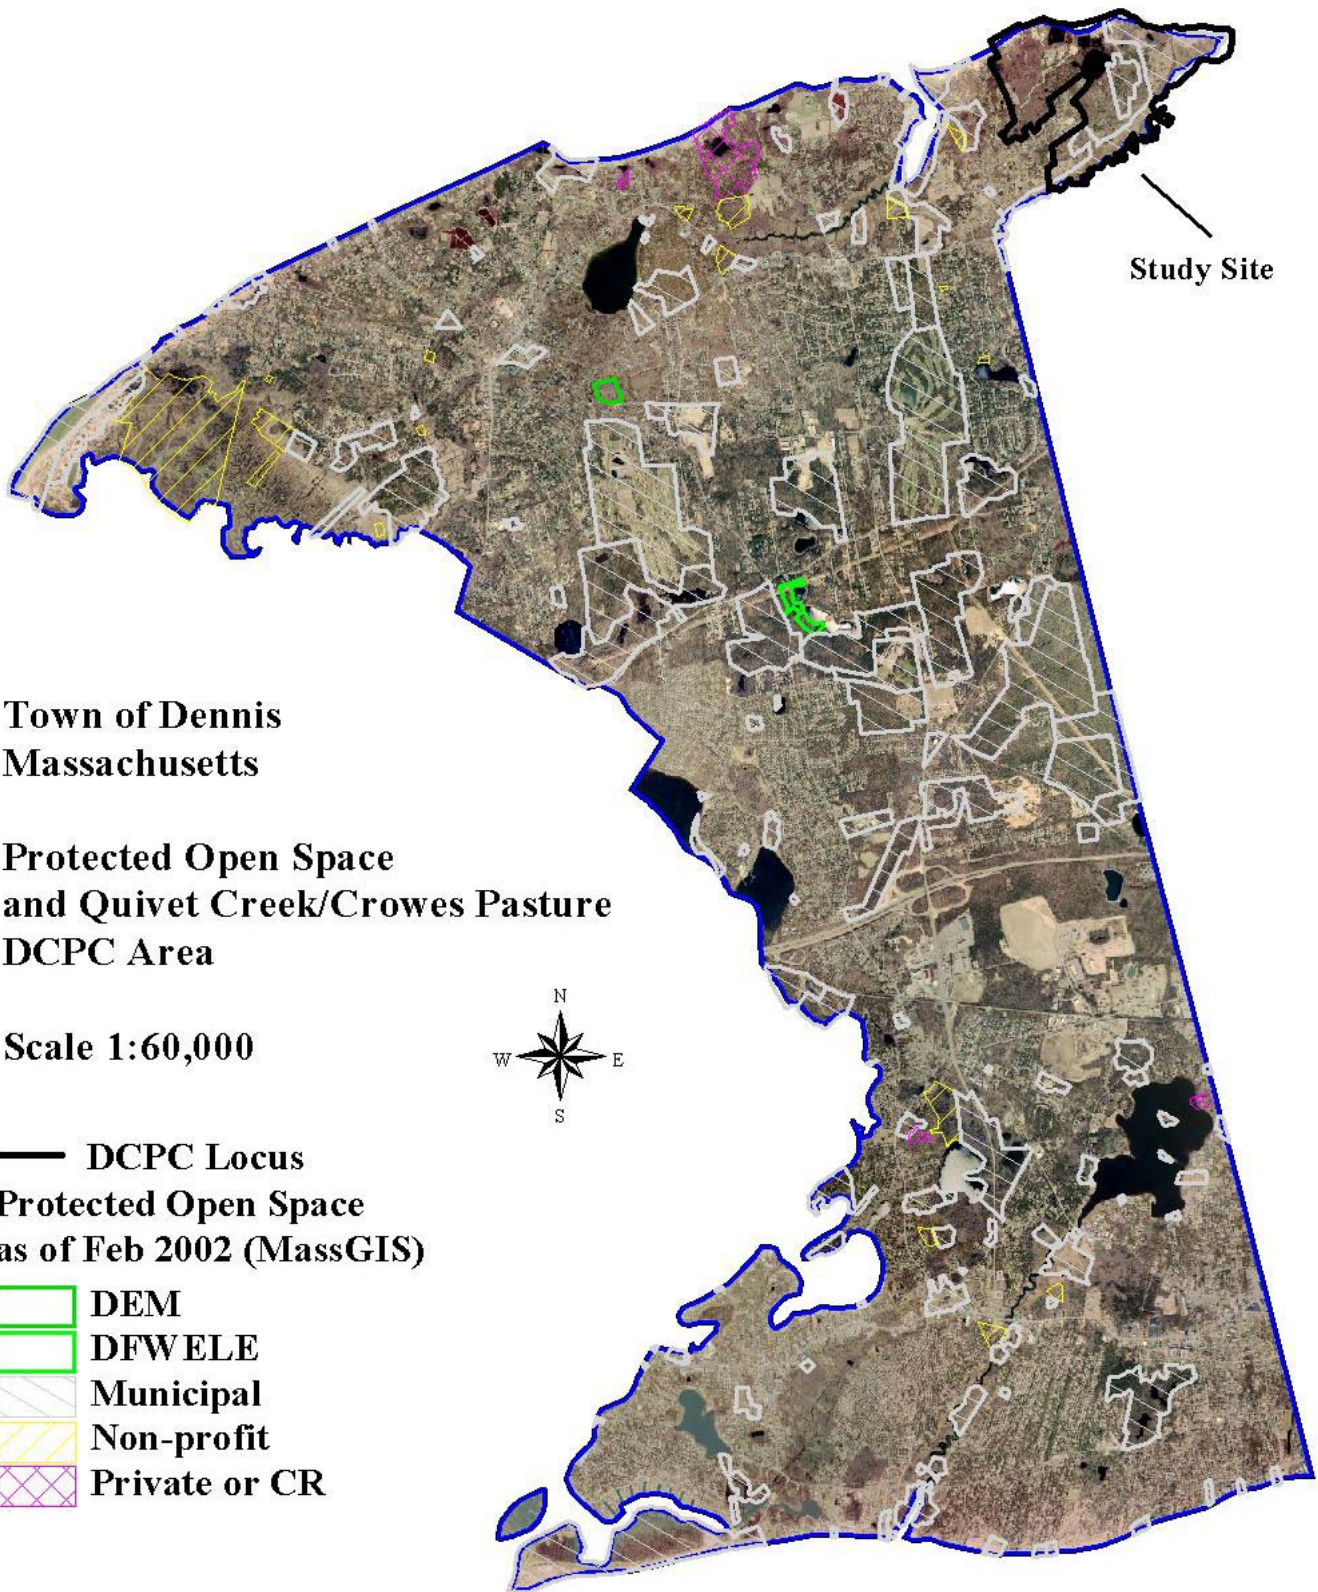 Study Site
Town of Dennis
Massachusetts
Protected Open Space
and Quivet Creek/Crowes Pasture
DCPC Area
Scale 1:60,000
N
W E
S
DCPC Locus
Protected Open Space
as of Feb 2002 (MassGIS)
DEM
DFWELE
Municipal
Non-profit
Private or CR